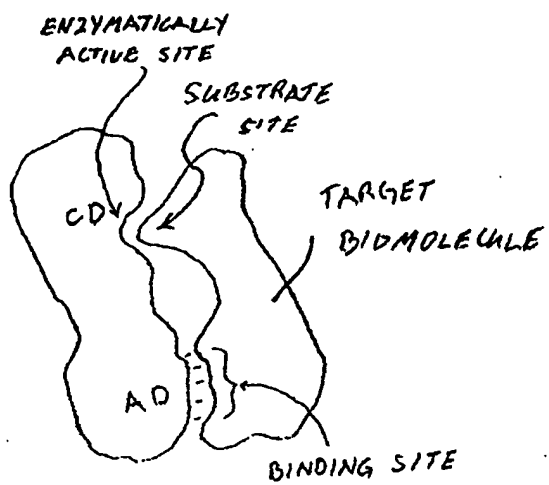 ENZYMATICALLY
ACTIVE SITE
SUBSTRATE
SITE
CD
TARGET
BIOMOLECULE
AD
BINDING SITE